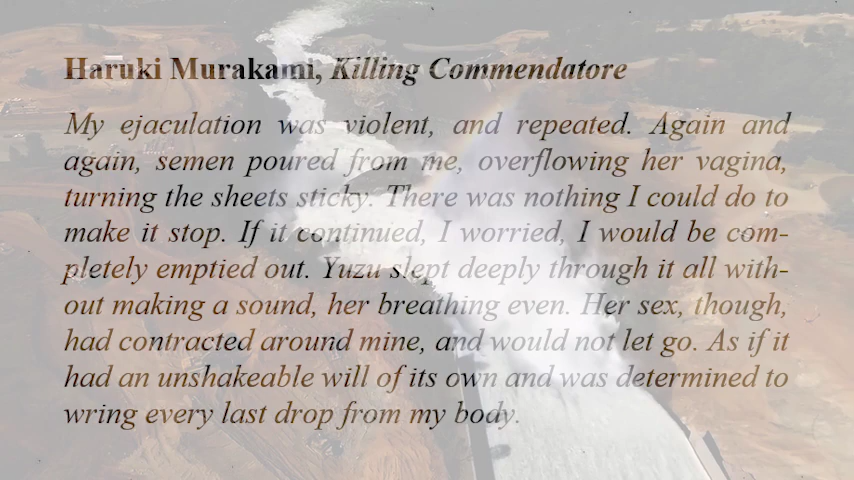 Haruki Murakami, Killing Commendatore
My ejaculation was violent, and repeated. Again and
again, semen poured from me, overflowing her vagina,
turning the sheets sticky. There was nothing I could do to
make it stop. If it continued, I worried, I would be com-
pletely emptied out. Yuzu slept deeply through it all with-
out making a sound, her breathing even. Her sex, though,
had contracted around mine, and would not let go. As if it
had an unshakeable will of its own and was determined to
wring every last drop from my body.